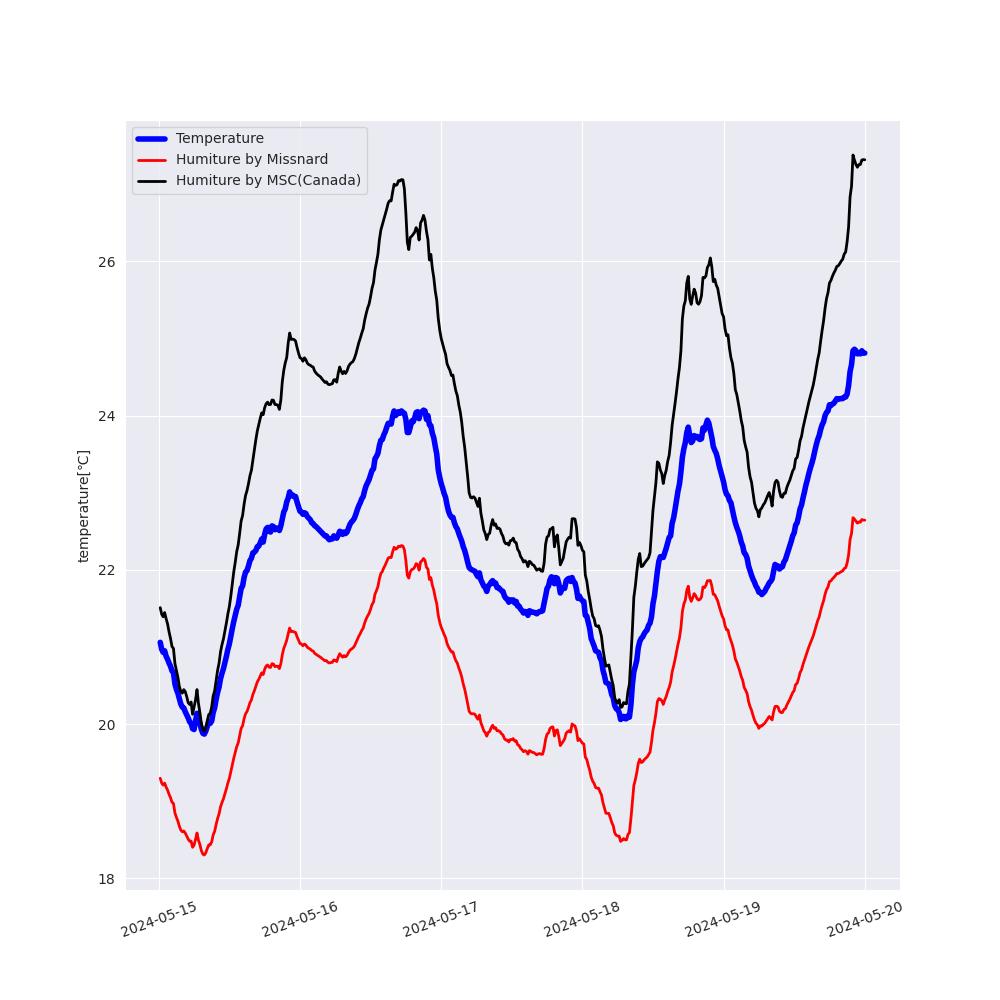 Temperature
Humiture by Missnard
Humiture by MSC(Canada)
temperature[℃]
26
24
22
20
18
2024-05-15
2024-05-16
2024-05-17
2024-05-18
2024-05-19
2024-05-20